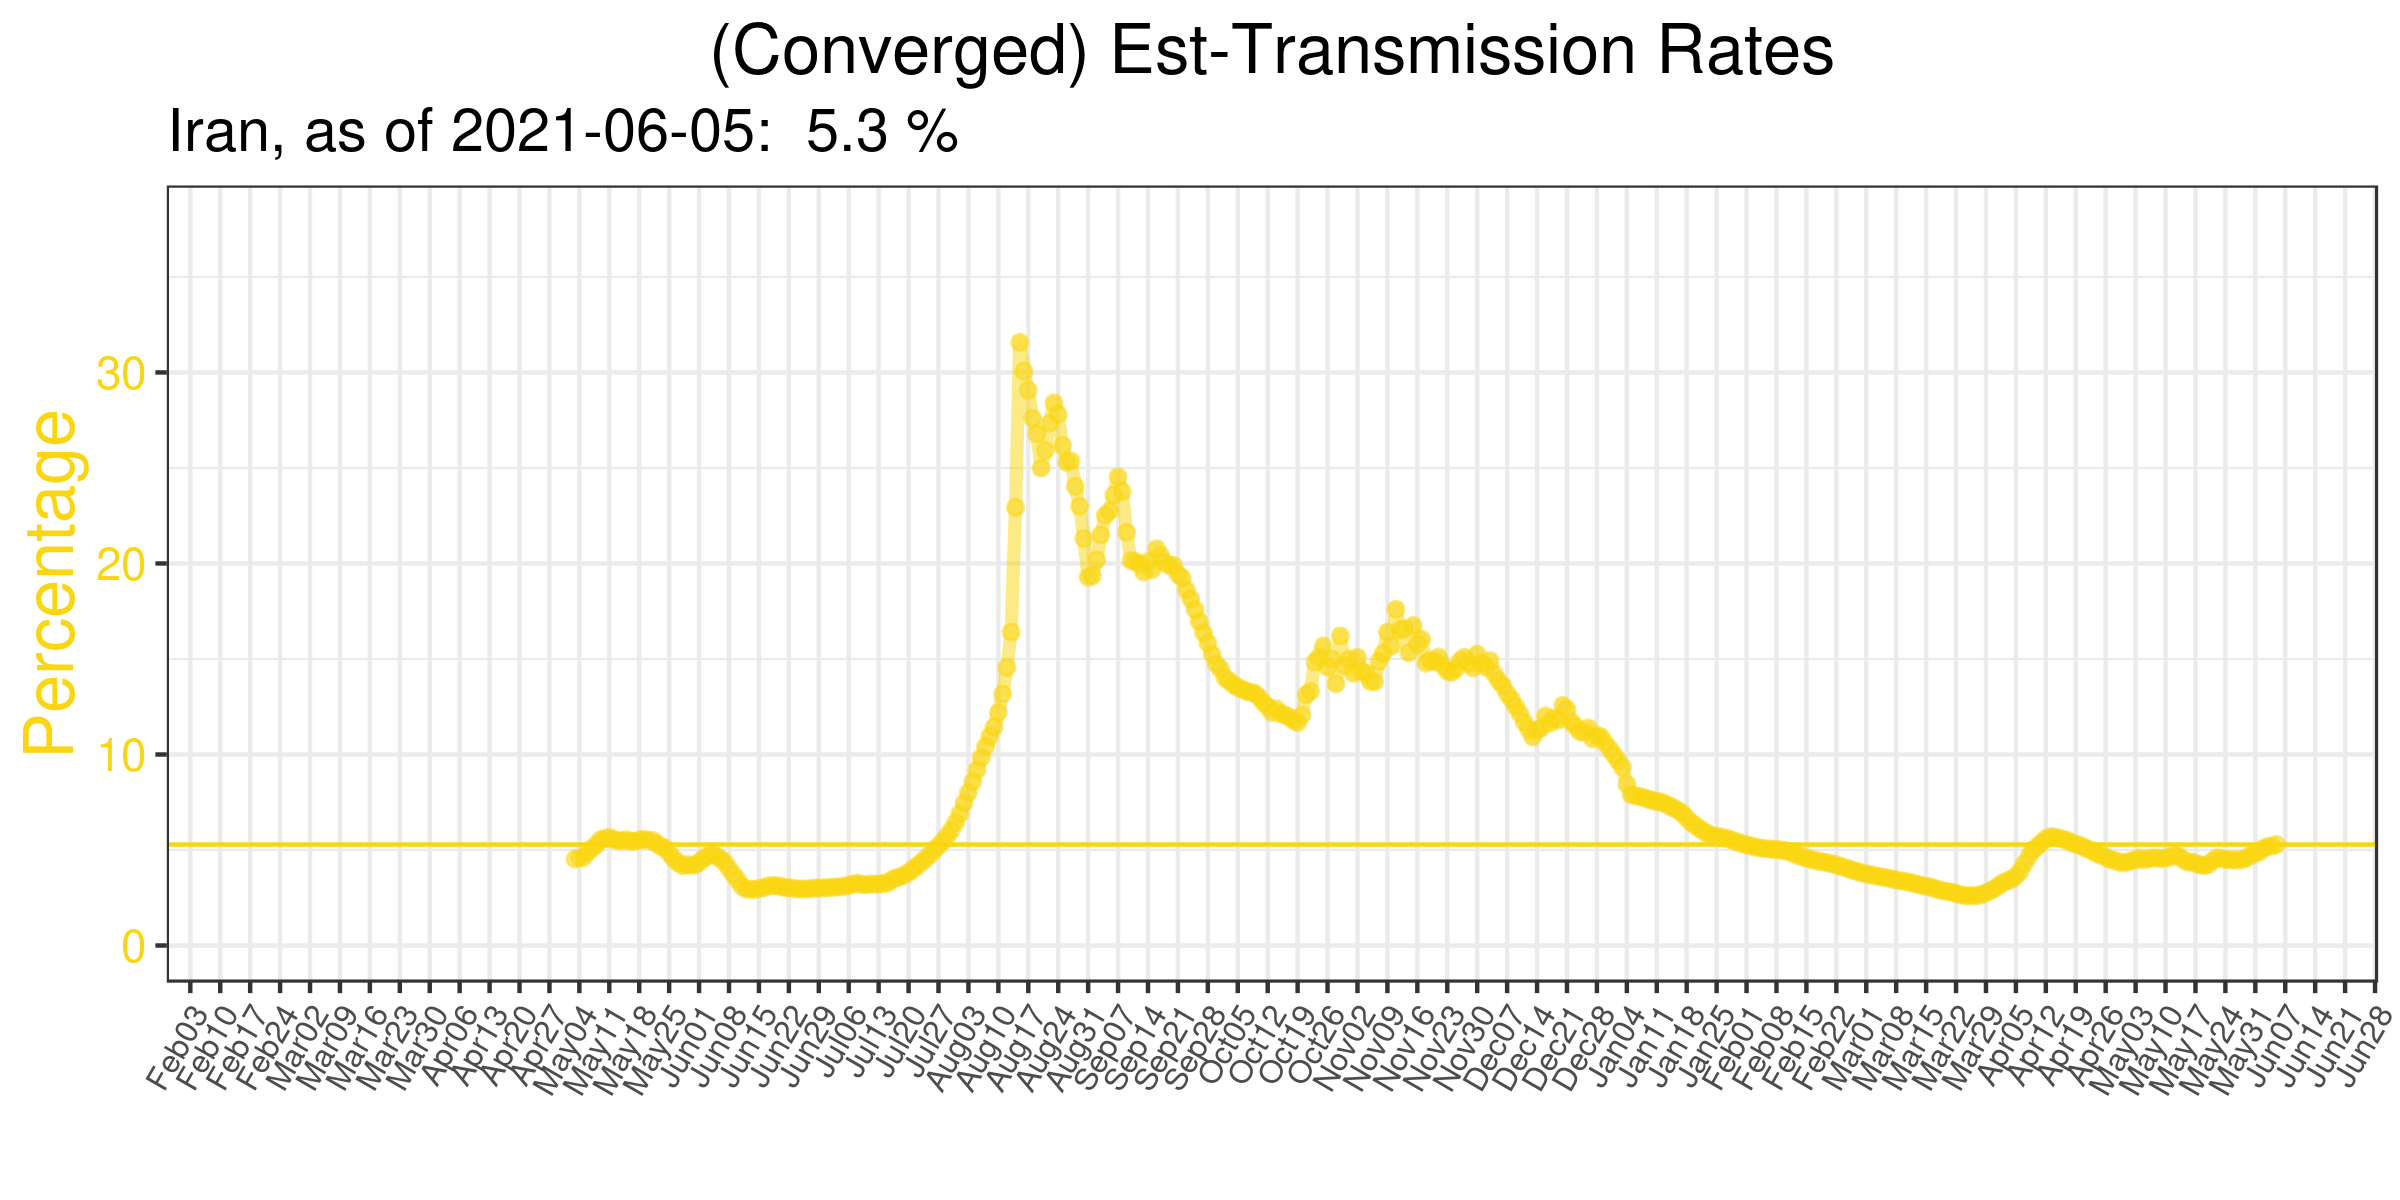 (Converged) Est-Transmission Rates
Iran, as of 2021-06-05:  5.3 %
Percentage
30
20
10
0
Feb03
Feb10
Feb17
Feb24
Mar02
Mar09
Mar16
Mar23
Mar30
Apr06
Apr13
Apr20
Apr27
May04
May11
May18
May25
Jun01
Jun08
Jun15
Jun22
Jun29
Jul06
Jul13
Jul20
Jul27
Aug03
Aug10
Aug17
Aug24
Aug31
Sep07
Sep14
Sep21
Sep28
Oct05
Oct12
Oct19
Oct26
Nov02
Nov09
Nov16
Nov23
Nov30
Dec07
Dec14
Dec21
Dec28
Jan04
Jan11
Jan18
Jan25
Feb01
Feb08
Feb15
Feb22
Mar01
Mar08
Mar15
Mar22
Mar29
Apr05
Apr12
Apr19
Apr26
May03
May10
May17
May24
May31
Jun07
Jun14
Jun21
Jun28